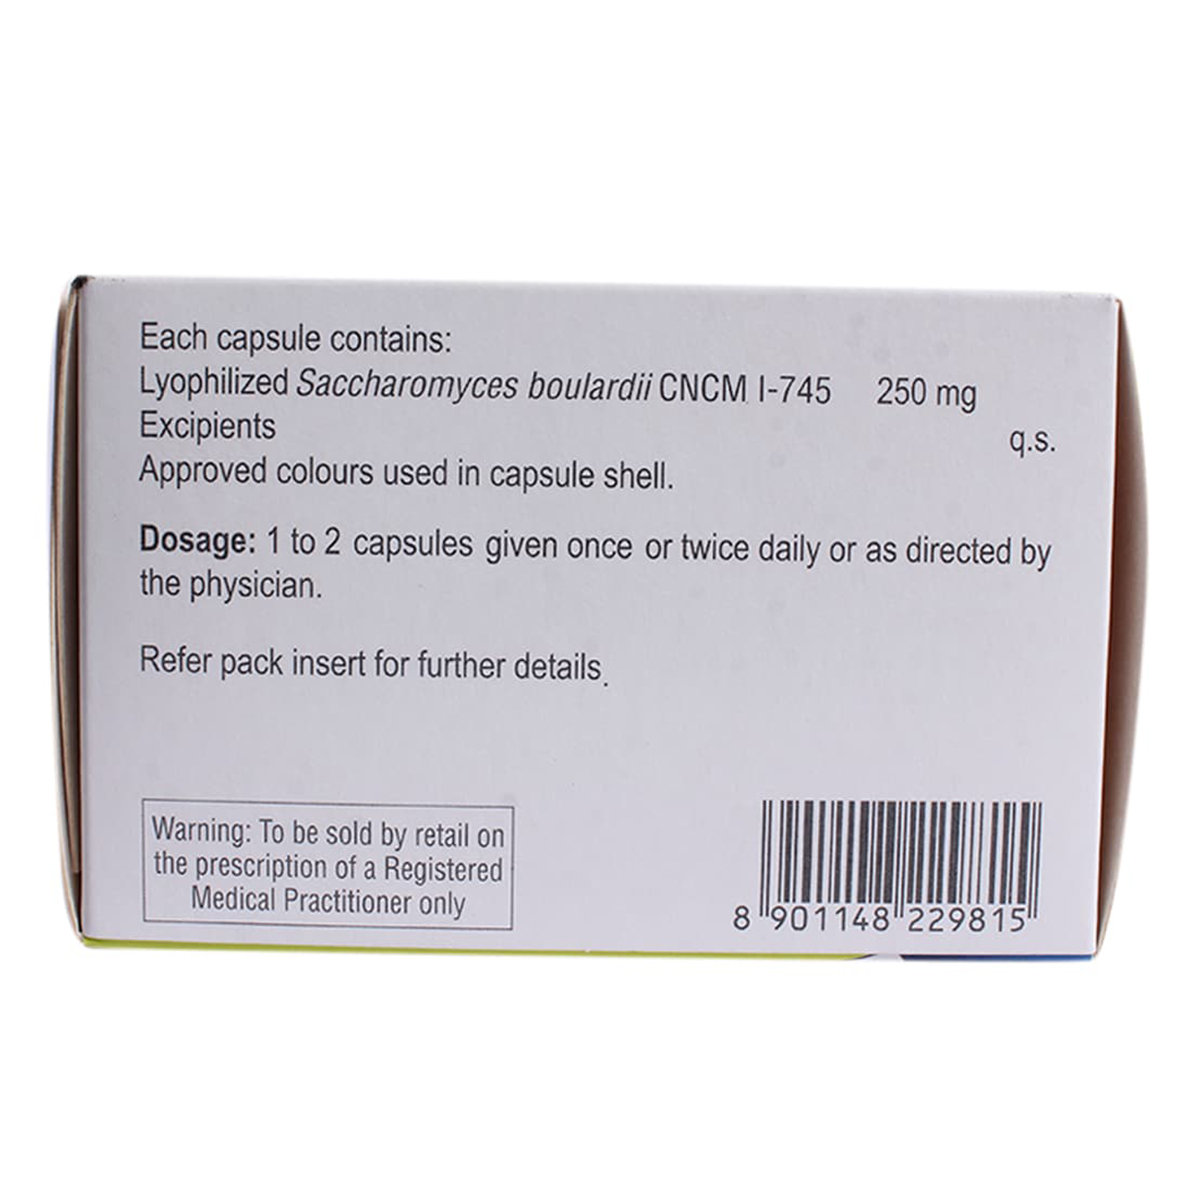 Each capsule contains:
Lyophilized Saccharomyces boulardii CNCM I-745 250 mg
Excipients q.s.
Approved colours used in capsule shell.
Dosage: 1 to 2 capsules given once or twice daily or as directed by
the physician.
Refer pack insert for further details.
Warning: To be sold by retail on
the prescription of a Registered
Medical Practitioner only
8 901148 229815